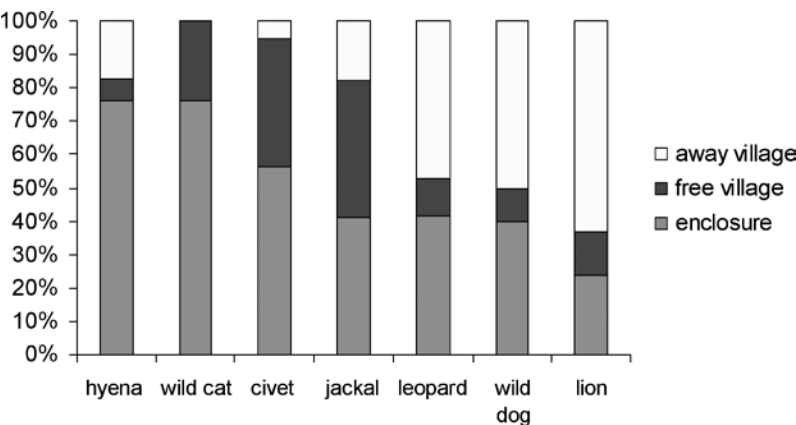 100%
90%
80%
70%
60%
50%
40%
30%
20%
10%
0%
hyena wild cat civet jackal leopard wild dog lion
away village
free village
enclosure